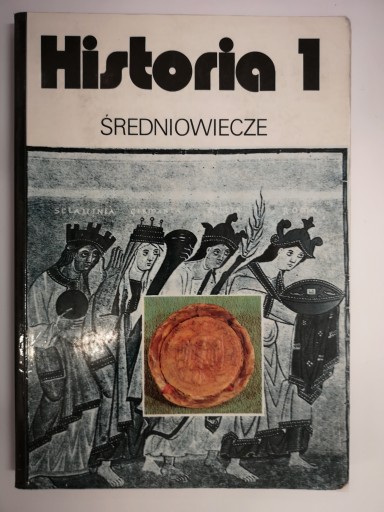 Historia 1
ŚREDNIOWIECZE
SCLAVINIA